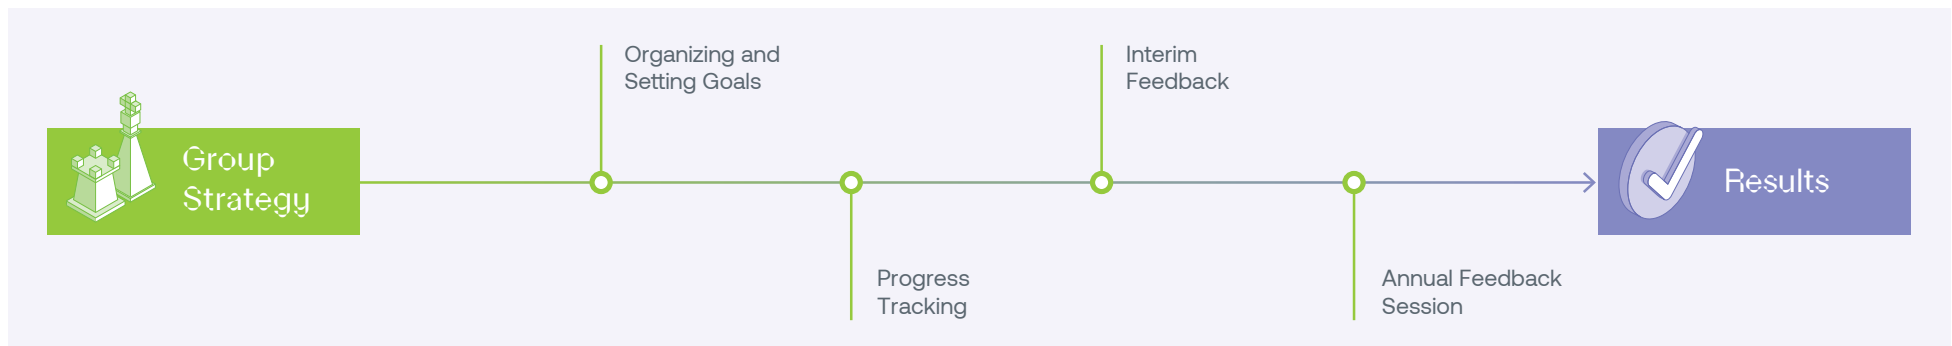 Group
Strategy
Organizing and
Setting Goals
Progress
Tracking
Interim
Feedback
Annual Feedback
Session
Results